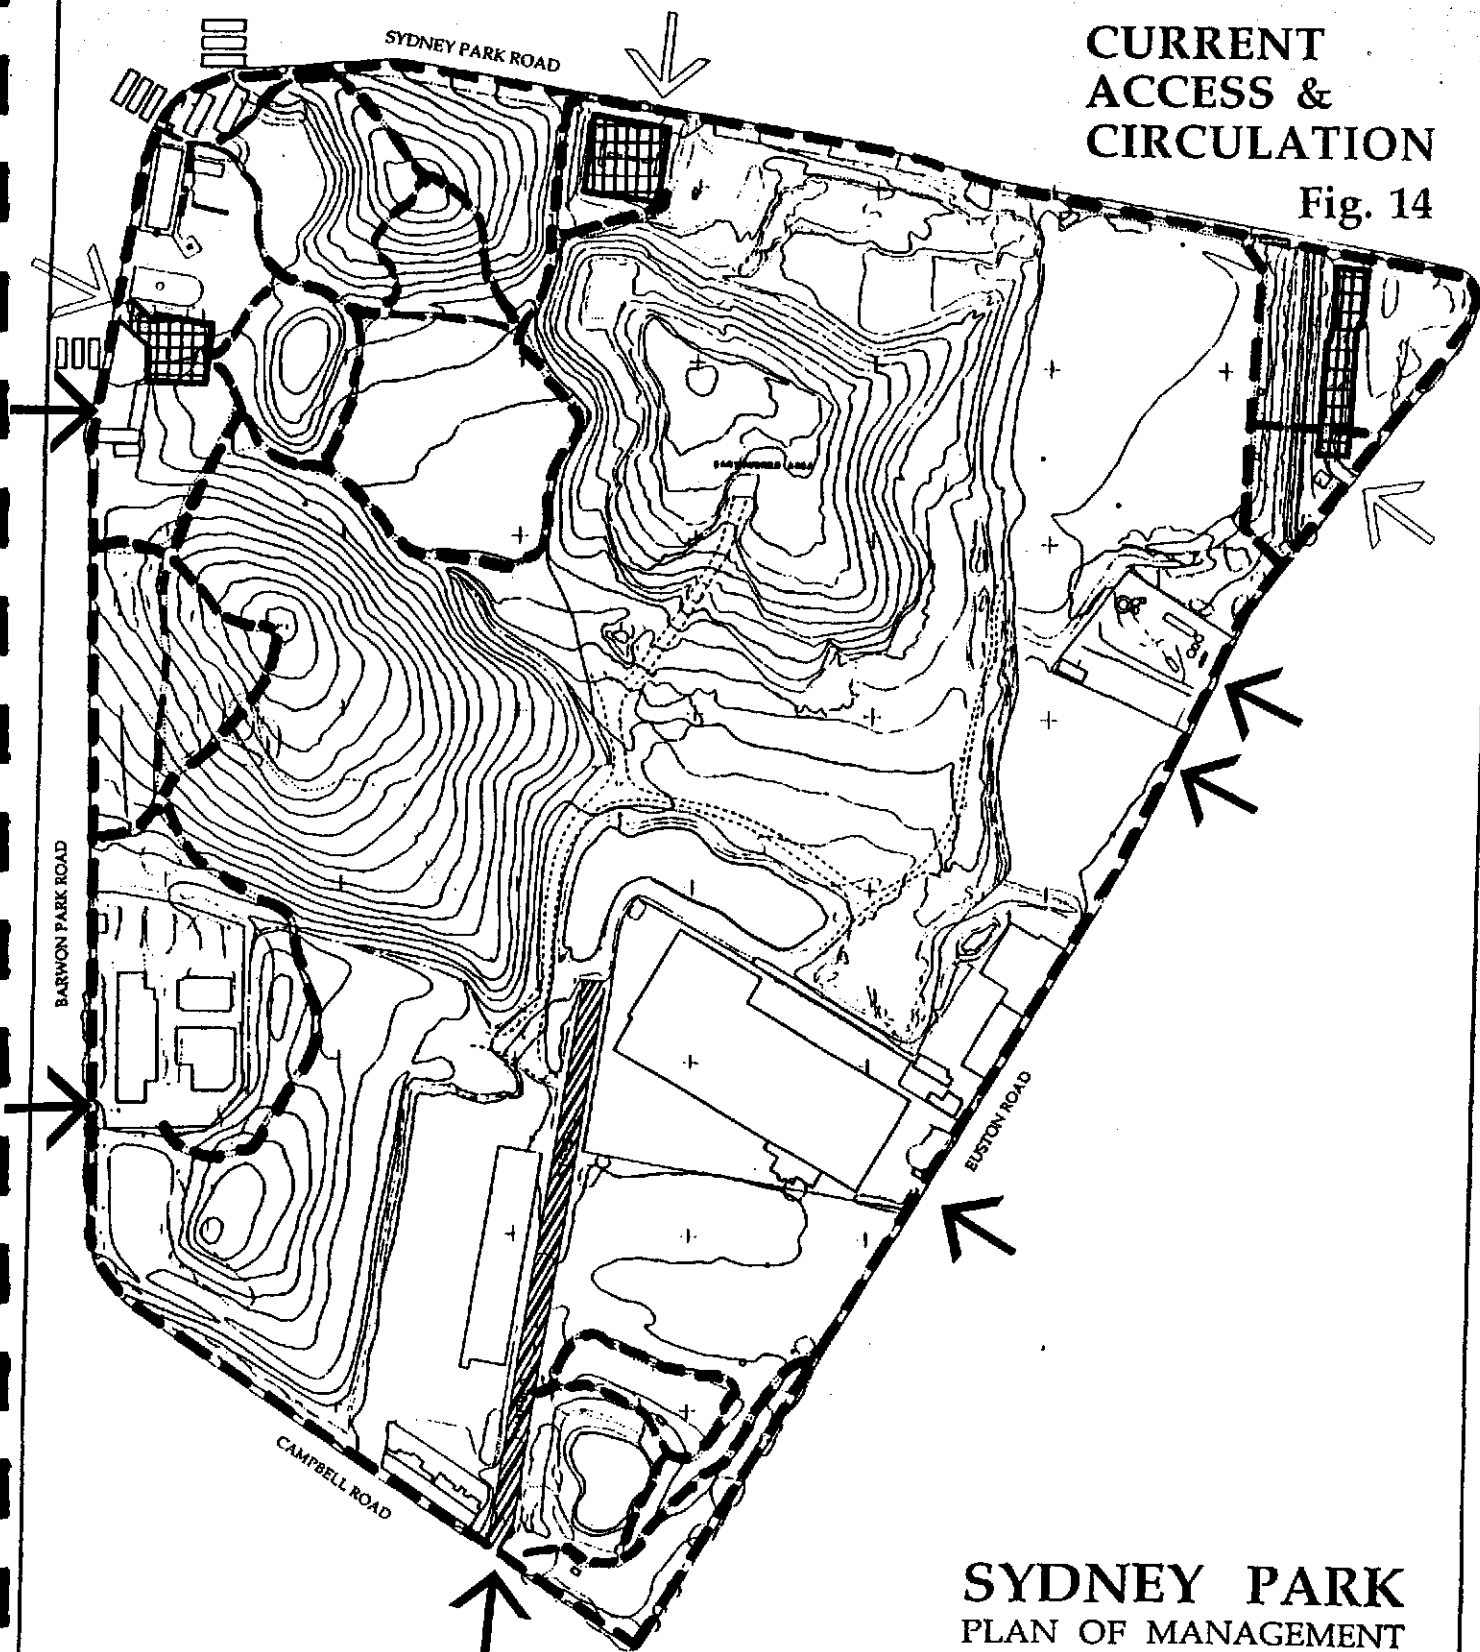 CURRENT
ACCESS &
CIRCULATION
Fig. 14
SYDNEY PARK ROAD
BARWON PARK ROAD
EUSTON ROAD
CAMPBELL ROAD
SYDNEY PARK
PLAN OF MANAGEMENT